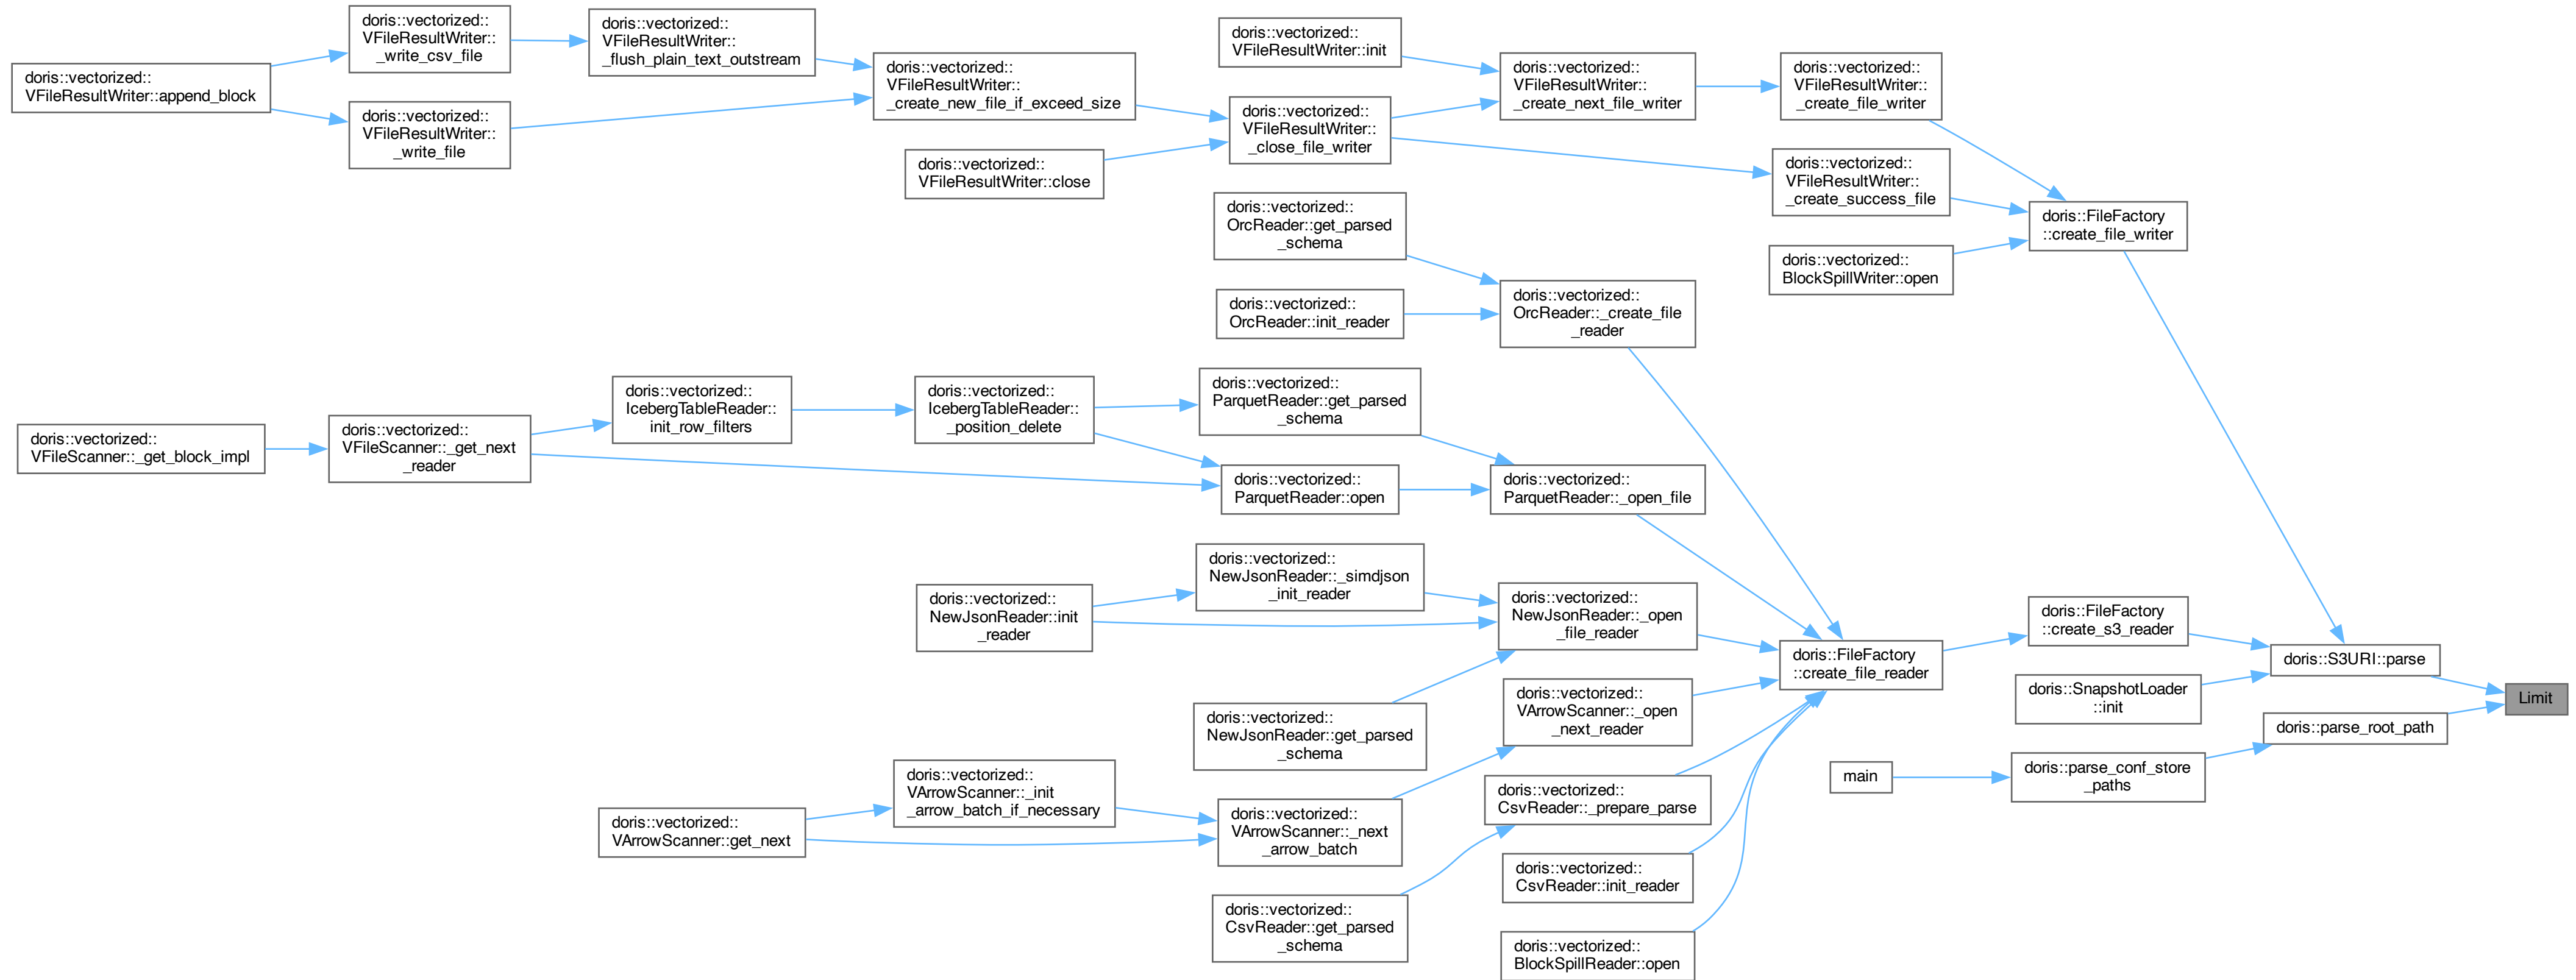 doris::vectorized::
VFileResultWriter::append_block
doris::vectorized::
VFileResultWriter::
_write_csv_file
doris::vectorized::
VFileResultWriter::
_write_file
doris::vectorized::
VFileResultWriter::
_flush_plain_text_outstream
doris::vectorized::
VFileResultWriter::
_create_new_file_if_exceed_size
doris::vectorized::
VFileResultWriter::close
doris::vectorized::
VFileResultWriter::init
doris::vectorized::
VFileResultWriter::
_close_file_writer
doris::vectorized::
VFileResultWriter::
_create_next_file_writer
doris::vectorized::
VFileResultWriter::
_create_file_writer
doris::vectorized::
VFileResultWriter::
_create_success_file
doris::vectorized::
BlockSpillWriter::open
doris::FileFactory
::create_file_writer
doris::vectorized::
OrcReader::get_parsed
_schema
doris::vectorized::
OrcReader::init_reader
doris::vectorized::
OrcReader::_create_file
_reader
doris::vectorized::
VFileScanner::_get_block_impl
doris::vectorized::
VFileScanner::_get_next
_reader
doris::vectorized::
IcebergTableReader::
init_row_filters
doris::vectorized::
IcebergTableReader::
_position_delete
doris::vectorized::
ParquetReader::get_parsed
_schema
doris::vectorized::
ParquetReader::open
doris::vectorized::
ParquetReader::_open_file
doris::vectorized::
NewJsonReader::init
_reader
doris::vectorized::
NewJsonReader::_simdjson
_init_reader
doris::vectorized::
NewJsonReader::_open
_file_reader
doris::vectorized::
NewJsonReader::get_parsed
_schema
doris::vectorized::
VArrowScanner::_open
_next_reader
doris::vectorized::
VArrowScanner::get_next
doris::vectorized::
VArrowScanner::_init
_arrow_batch_if_necessary
doris::vectorized::
VArrowScanner::_next
_arrow_batch
doris::vectorized::
CsvReader::_prepare_parse
doris::vectorized::
CsvReader::init_reader
doris::vectorized::
CsvReader::get_parsed
_schema
doris::vectorized::
BlockSpillReader::open
doris::FileFactory
::create_file_reader
doris::FileFactory
::create_s3_reader
doris::SnapshotLoader
::init
doris::S3URI::parse
doris::parse_root_path
main
doris::parse_conf_store
_paths
Limit